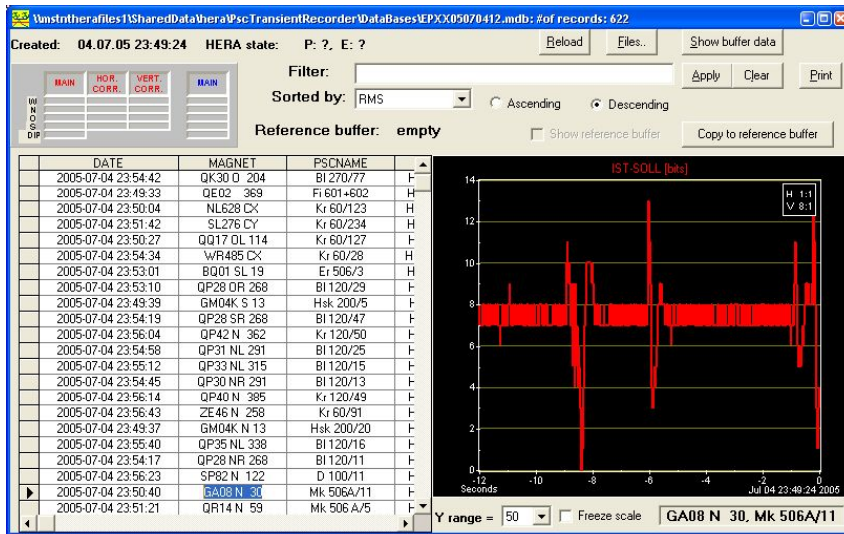 \\mstntherafiles1\SharedData\hera\PscTransientRecorder\DataBases\EPXX05070412.mdb: #of records: 622
Created: 04.07.05 23:49:24 HERA state: P: ?, E: ? Reload Files.. Show buffer data
MAIN HOR. CORR. VERT. CORR. MAIN
W
N
O
S
DIP
Filter: Apply Clear Print
Sorted by: RMS Ascending Descending
Reference buffer: empty Show reference buffer Copy to reference buffer
DATE MAGNET PSCNAME
2005-07-04 23:54:42 QK30 O 204 Bl 270/77 H
2005-07-04 23:49:33 QE02 369 Fi 601+602 H
2005-07-04 23:50:04 NL628 CX Kr 60/123 H
2005-07-04 23:51:42 SL276 CY Kr 60/234 H
2005-07-04 23:50:27 QQ17 OL 114 Kr 60/127 H
2005-07-04 23:54:34 WR485 CX Kr 60/28 H
2005-07-04 23:53:01 BQ01 SL 19 Er 506/3 H
2005-07-04 23:53:10 QP28 OR 268 Bl 120/29 H
2005-07-04 23:49:39 GM04K S 13 Hsk 200/5 H
2005-07-04 23:54:19 QP28 SR 268 Bl 120/47 H
2005-07-04 23:56:04 QP42 N 362 Kr 120/50 H
2005-07-04 23:54:58 QP31 NL 291 Bl 120/25 H
2005-07-04 23:55:12 QP33 NL 315 Bl 120/15 H
2005-07-04 23:54:45 QP30 NR 291 Bl 120/13 H
2005-07-04 23:56:14 QP40 N 385 Kr 120/49 H
2005-07-04 23:56:43 ZE46 N 258 Kr 60/91 H
2005-07-04 23:49:37 GM04K N 13 Hsk 200/20 H
2005-07-04 23:55:40 QP35 NL 338 Bl 120/16 H
2005-07-04 23:54:17 QP28 NR 268 Bl 120/11 H
2005-07-04 23:56:23 SP82 N 122 D 100/11 H
2005-07-04 23:50:40 GA08 N 30 Mk 506A/11 H
2005-07-04 23:51:21 QR14 N 59 Mk 506 A/5 H
IST-SOLL [bits]
H 1:1
V 8:1
14
12
10
8
6
4
2
0
-12 -10 -8 -6 -4 -2 0
Seconds Jul 04 23:49:24 2005
Y range = 50 Freeze scale GA08 N 30, Mk 506A/11